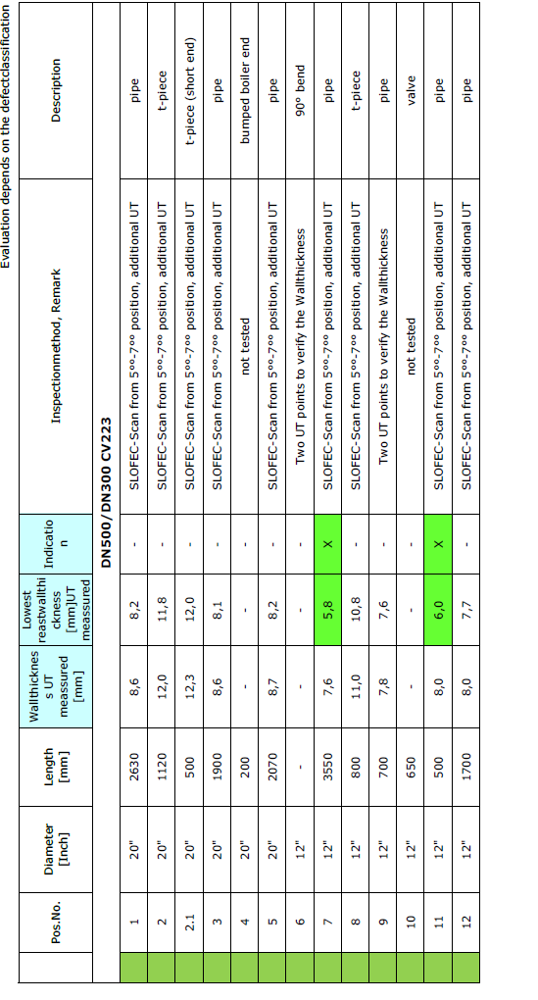 Evaluation depends on the defectclassification
Pos.No. Diameter [Inch] Length [mm] Wallthicknes s UT meassured [mm] Lowest reastwallthi ckness [mm]UT meassured Indicatio n Inspectionmethod, Remark Description
DN500/DN300 CV223
1 20" 2630 8,6 8,2 - SLOFEC-Scan from 5°°-7°° position, additional UT pipe
2 20" 1120 12,0 11,8 - SLOFEC-Scan from 5°°-7°° position, additional UT t-piece
2.1 20" 500 12,3 12,0 - SLOFEC-Scan from 5°°-7°° position, additional UT t-piece (short end)
3 20" 1900 8,6 8,1 - SLOFEC-Scan from 5°°-7°° position, additional UT pipe
4 20" 200 - - - not tested bumped boiler end
5 20" 2070 8,7 8,2 - SLOFEC-Scan from 5°°-7°° position, additional UT pipe
6 12" - - - - Two UT points to verify the Wallthickness 90° bend
7 12" 3550 7,6 5,8 X SLOFEC-Scan from 5°°-7°° position, additional UT pipe
8 12" 800 11,0 10,8 - SLOFEC-Scan from 5°°-7°° position, additional UT t-piece
9 12" 700 7,8 7,6 - Two UT points to verify the Wallthickness pipe
10 12" 650 - - - not tested valve
11 12" 500 8,0 6,0 X SLOFEC-Scan from 5°°-7°° position, additional UT pipe
12 12" 1700 8,0 7,7 - SLOFEC-Scan from 5°°-7°° position, additional UT pipe